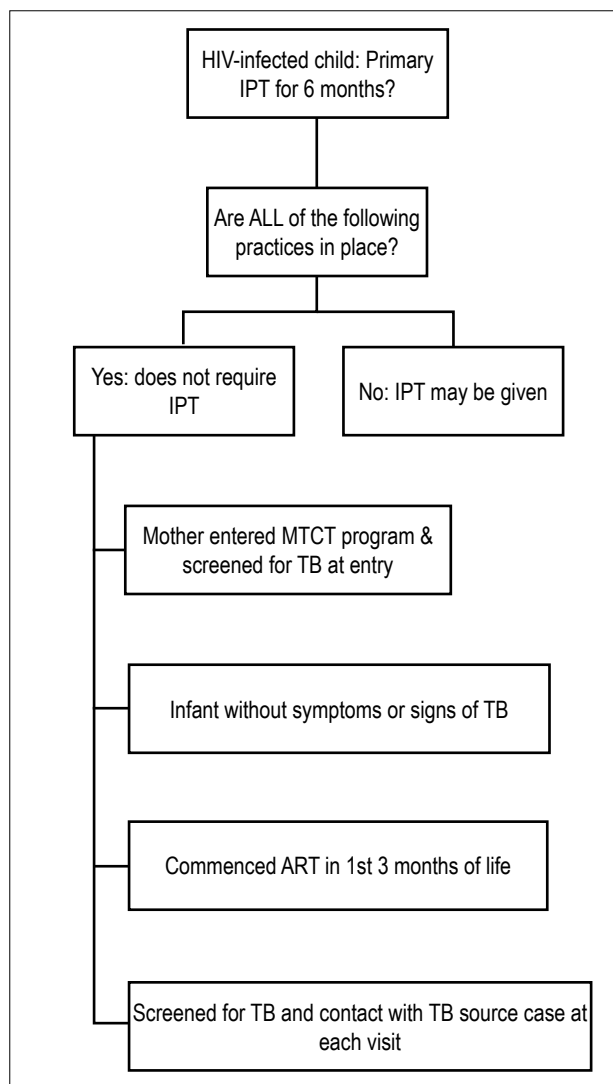 HIV-infected child: Primary
IPT for 6 months?
Are ALL of the following
practices in place?
Yes: does not require
IPT
No: IPT may be given
Mother entered MTCT program &
screened for TB at entry
Infant without symptoms or signs of TB
Commenced ART in 1st 3 months of life
Screened for TB and contact with TB source case at
each visit